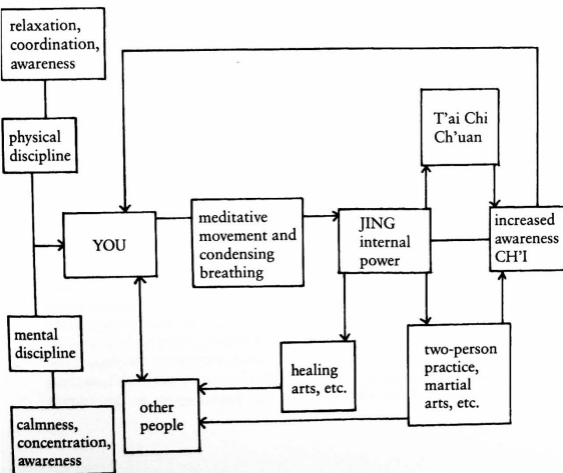 relaxation,
coordination,
awareness
physical
discipline
YOU
mental
discipline
calmness,
concentration,
awareness
meditative
movement and
condensing
breathing
JING
internal
power
T'ai Chi
Ch'uan
increased
awareness
CH'I
healing
arts, etc.
two-person
practice,
martial
arts, etc.
other
people